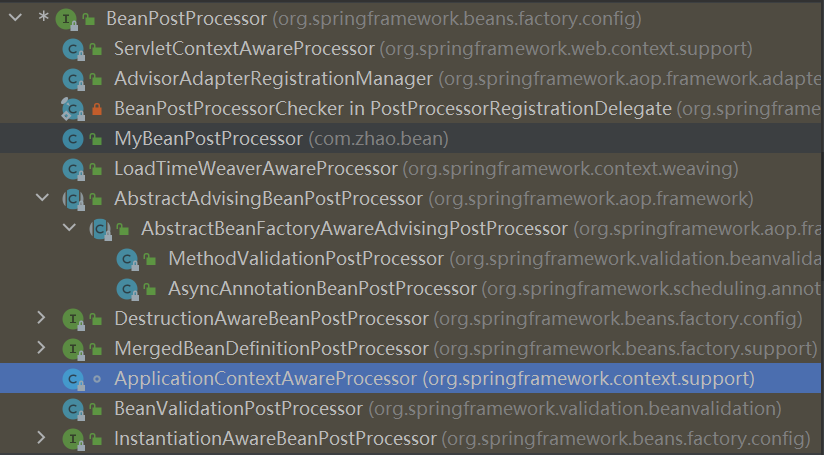 * BeanPostProcessor (org.springframework.beans.factory.config)
ServletContextAwareProcessor (org.springframework.web.context.support)
AdvisorAdapterRegistrationManager (org.springframework.aop.framework.adapte
BeanPostProcessorChecker in PostProcessorRegistrationDelegate (org.springframe
MyBeanPostProcessor (com.zhao.bean)
LoadTimeWeaverAwareProcessor (org.springframework.context.weaving)
AbstractAdvisingBeanPostProcessor (org.springframework.aop.framework)
AbstractBeanFactoryAwareAdvisingPostProcessor (org.springframework.aop.fra
MethodValidationPostProcessor (org.springframework.validation.beanvalida
AsyncAnnotationBeanPostProcessor (org.springframework.scheduling.annot
DestructionAwareBeanPostProcessor (org.springframework.beans.factory.config)
MergedBeanDefinitionPostProcessor (org.springframework.beans.factory.support)
ApplicationContextAwareProcessor (org.springframework.context.support)
BeanValidationPostProcessor (org.springframework.validation.beanvalidation)
InstantiationAwareBeanPostProcessor (org.springframework.beans.factory.config)